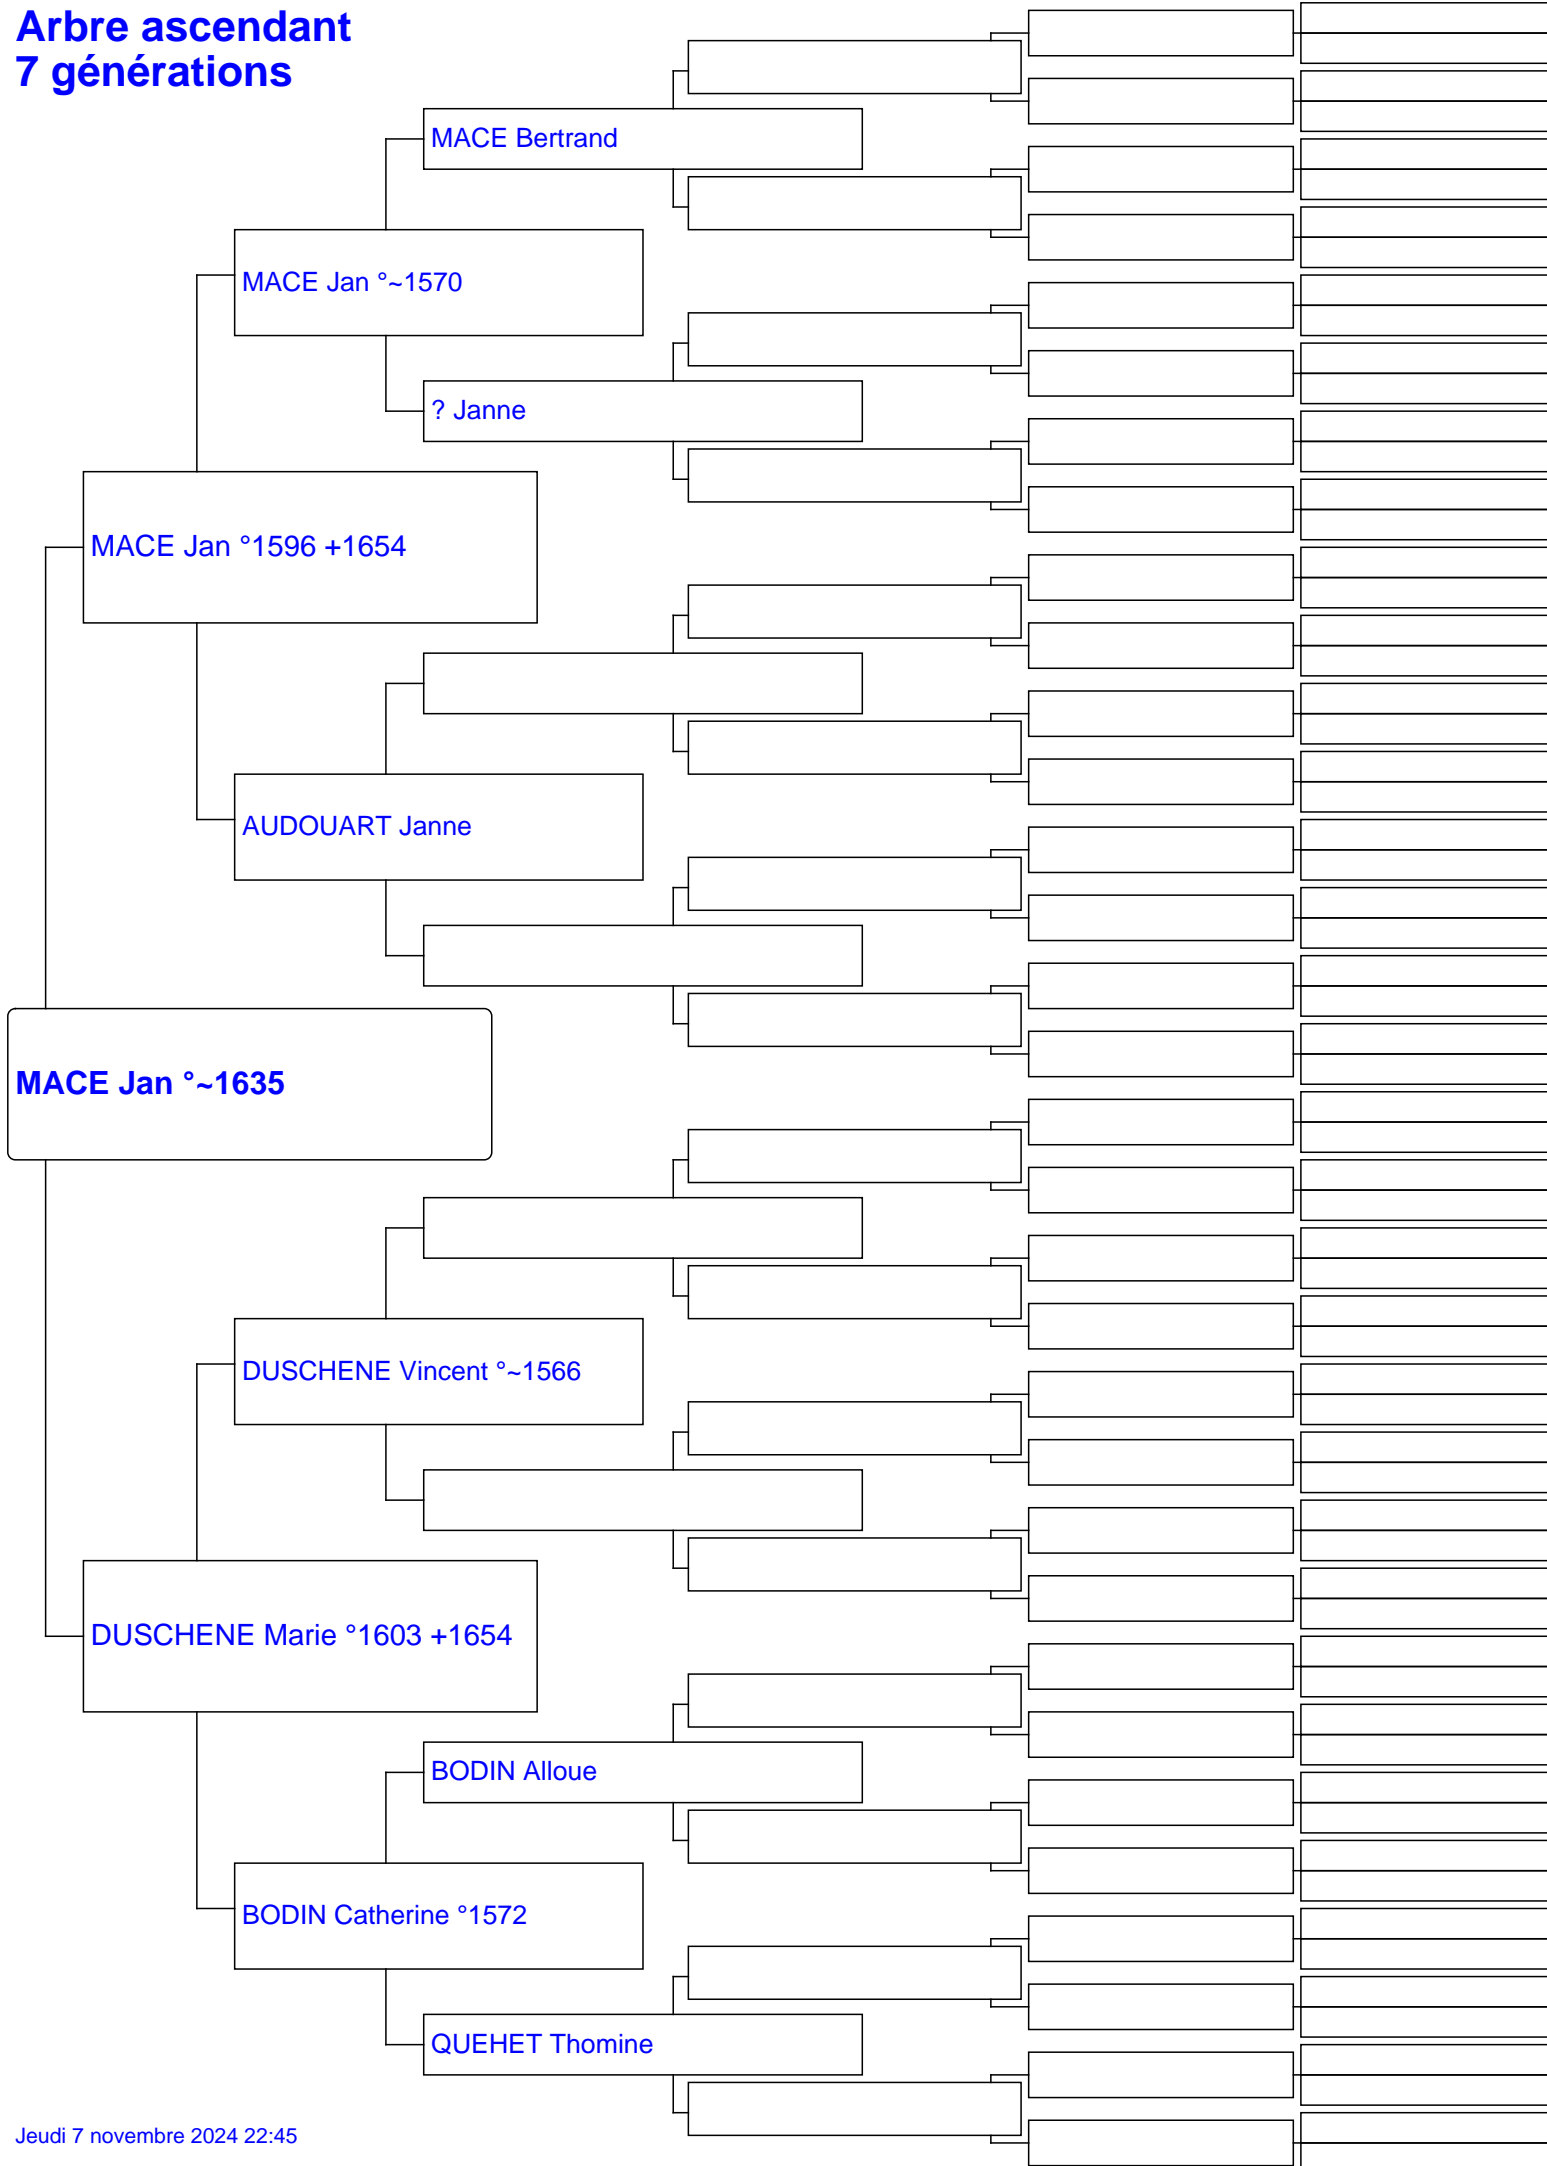 Arbre ascendant
7 générations
MACE Bertrand
MACE Jan °~1570
? Janne
MACE Jan °1596 +1654
AUDOUART Janne
MACE Jan °~1635
DUSCHENE Vincent °~1566
DUSCHENE Marie °1603 +1654
BODIN Alloue
BODIN Catherine °1572
QUEHET Thomine
Jeudi 7 novembre 2024 22:45